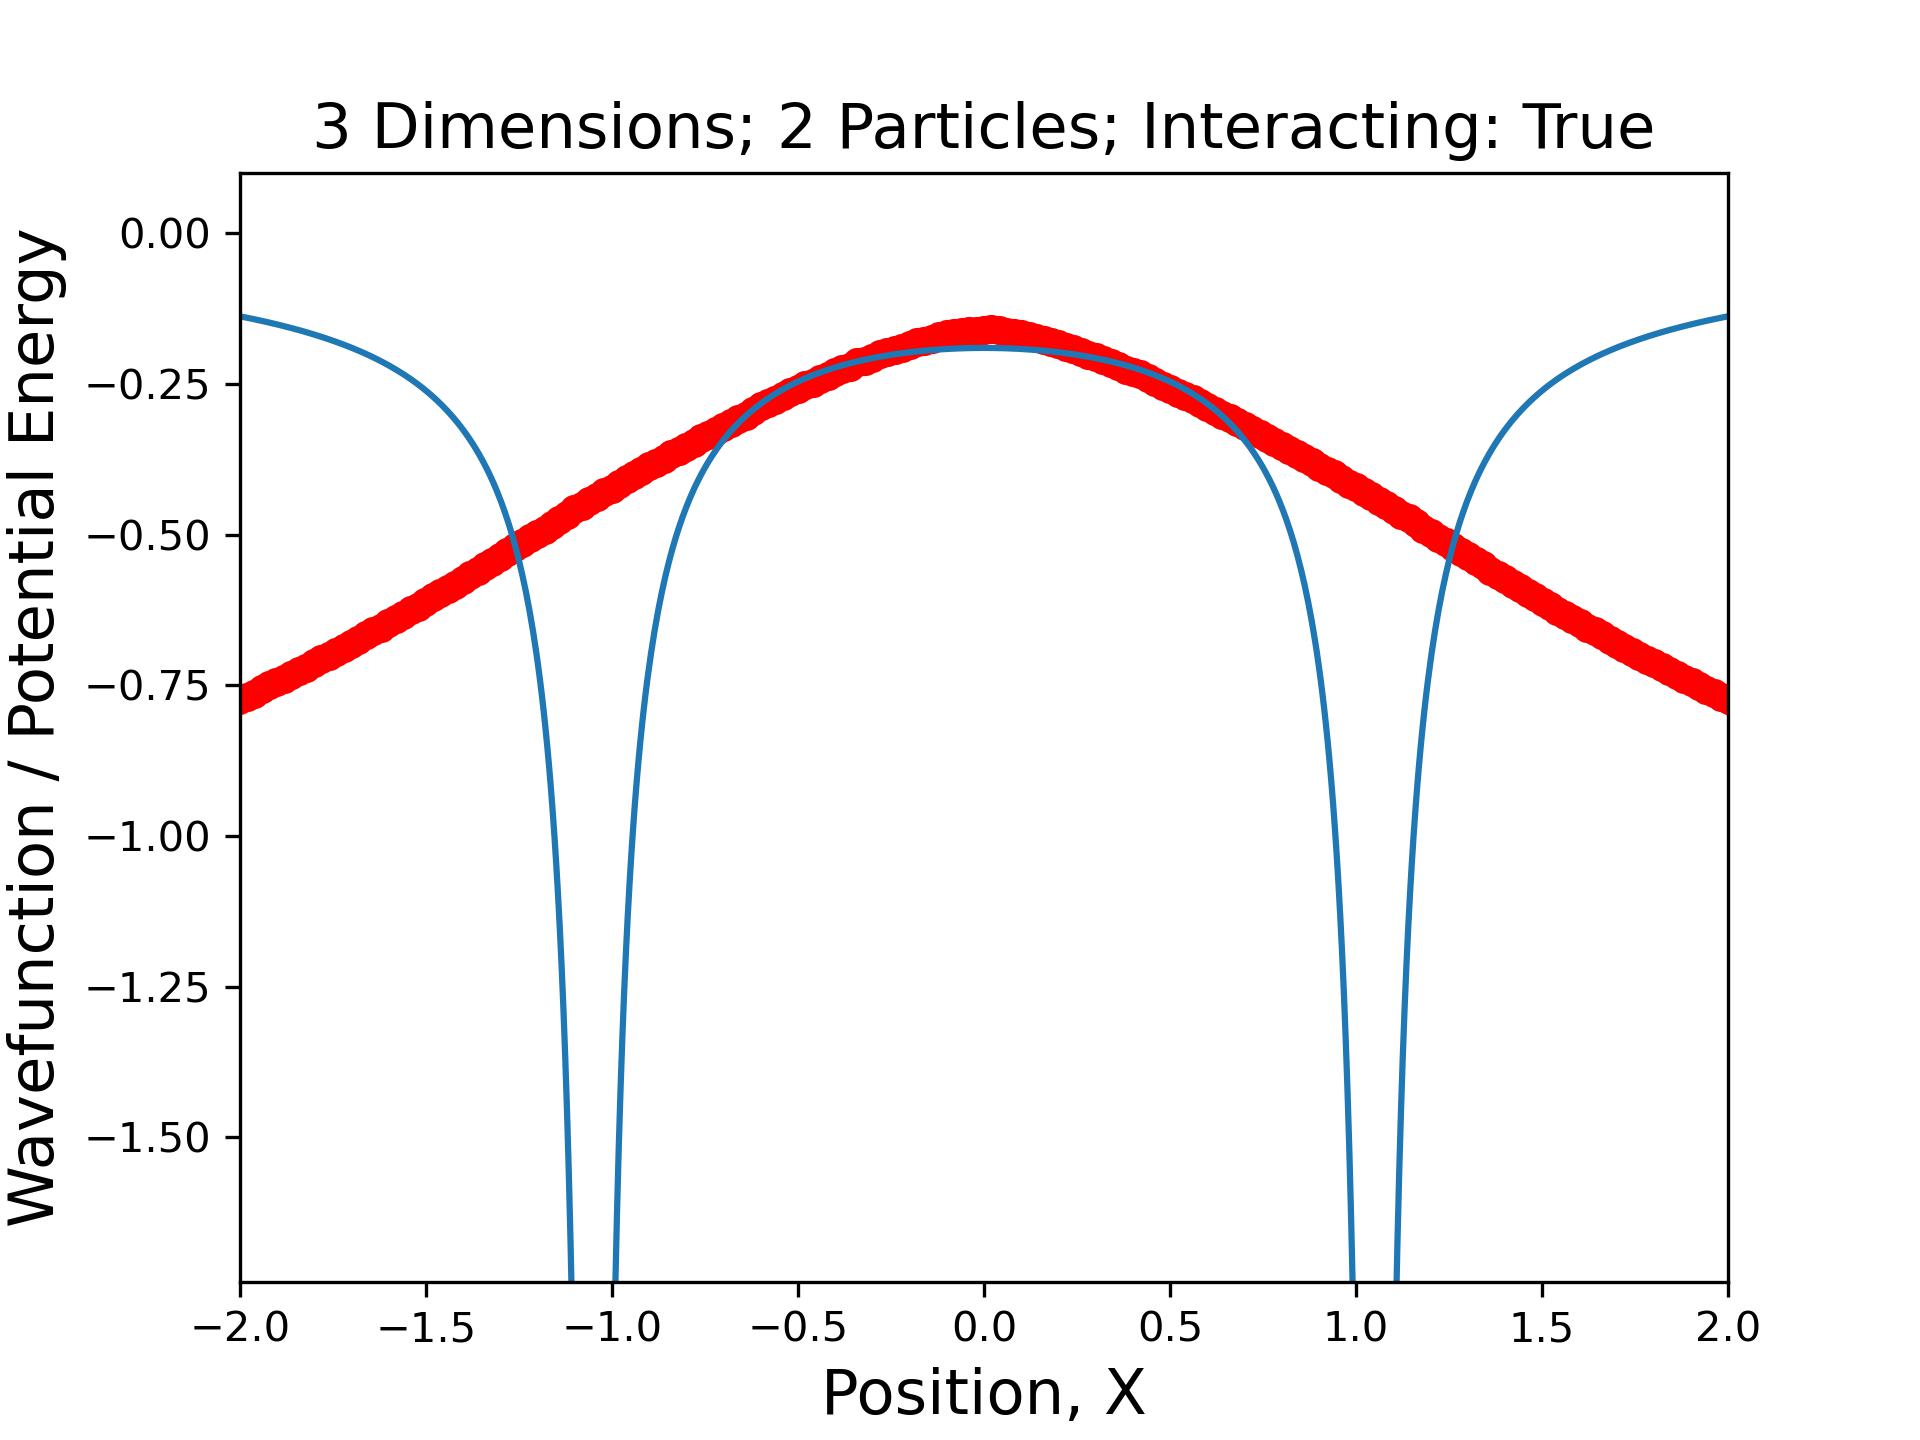 3 Dimensions; 2 Particles; Interacting: True
Wavefunction / Potential Energy
0.00
−0.25
−0.50
−0.75
−1.00
−1.25
−1.50
−2.0 −1.5 −1.0 −0.5 0.0 0.5 1.0 1.5 2.0
Position, X